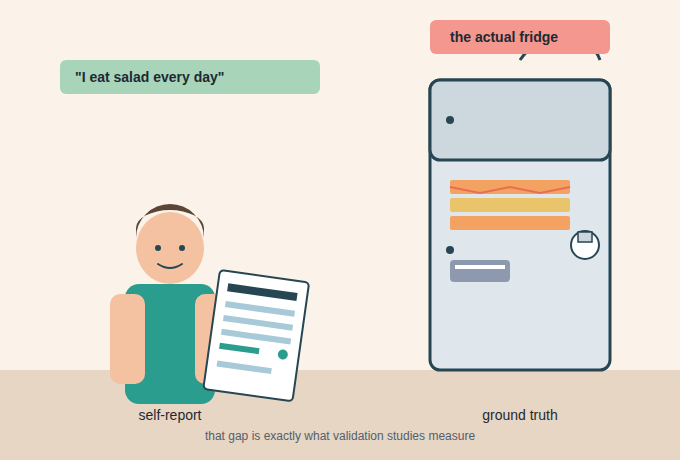 the actual fridge
"I eat salad every day"
self-report
ground truth
that gap is exactly what validation studies measure